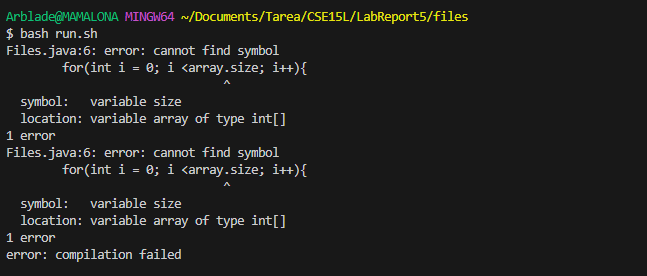 Arblade@MAMALONA MINGW64 ~/Documents/Tarea/CSE15L/LabReport5/files
$ bash run.sh
Files.java:6: error: cannot find symbol
        for(int i = 0; i <array.size; i++){
                               ^
  symbol:   variable size
  location: variable array of type int[]
1 error
Files.java:6: error: cannot find symbol
        for(int i = 0; i <array.size; i++){
                               ^
  symbol:   variable size
  location: variable array of type int[]
1 error
error: compilation failed